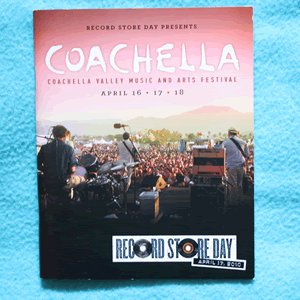 RECORD STORE DAY PRESENTS
COACHELLA
COACHELLA VALLEY MUSIC AND ARTS FESTIVAL
APRIL 16 • 17 • 18
RECORD STORE DAY
APRIL 17, 2010